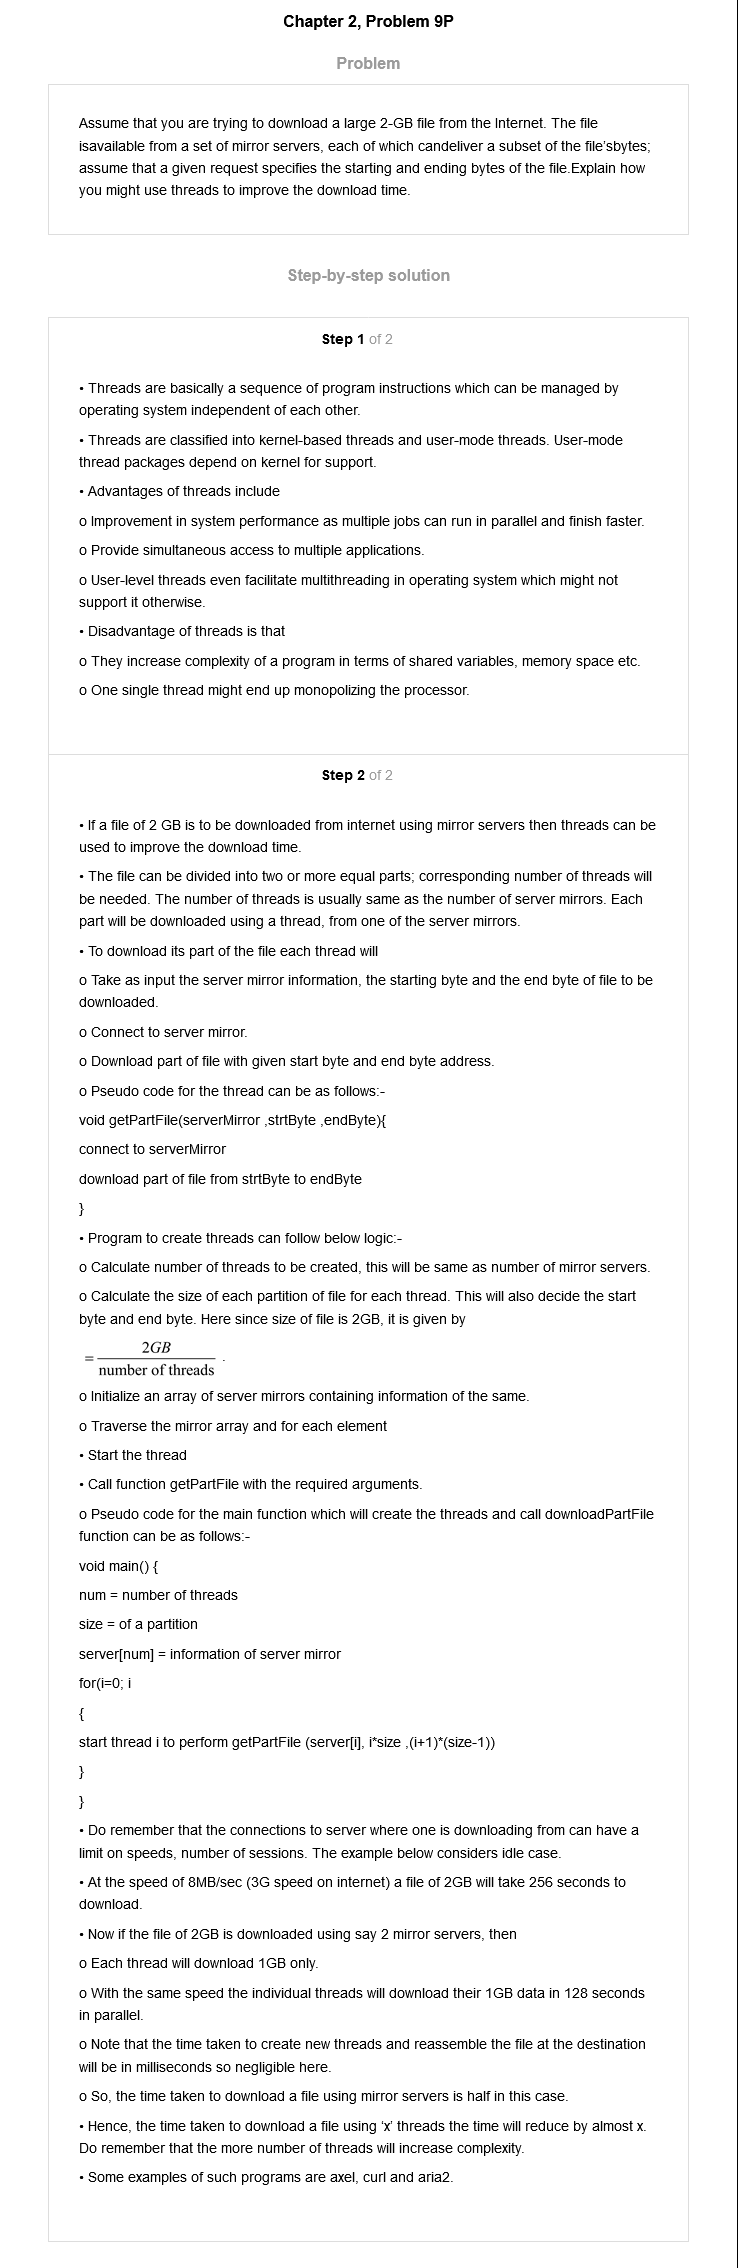 Chapter 2, Problem 9P
Problem
Assume that you are trying to download a large 2-GB file from the Internet. The file
isavailable from a set of mirror servers, each of which candeliver a subset of the file'sbytes;
assume that a given request specifies the starting and ending bytes of the file.Explain how
you might use threads to improve the download time.
Step-by-step solution
Step 1 of 2
• Threads are basically a sequence of program instructions which can be managed by
operating system independent of each other.
• Threads are classified into kernel-based threads and user-mode threads. User-mode
thread packages depend on kernel for support.
• Advantages of threads include
o Improvement in system performance as multiple jobs can run in parallel and finish faster.
o Provide simultaneous access to multiple applications.
o User-level threads even facilitate multithreading in operating system which might not
support it otherwise.
• Disadvantage of threads is that
o They increase complexity of a program in terms of shared variables, memory space etc.
o One single thread might end up monopolizing the processor.
Step 2 of 2
• If a file of 2 GB is to be downloaded from internet using mirror servers then threads can be
used to improve the download time.
• The file can be divided into two or more equal parts; corresponding number of threads will
be needed. The number of threads is usually same as the number of server mirrors. Each
part will be downloaded using a thread, from one of the server mirrors.
• To download its part of the file each thread will
o Take as input the server mirror information, the starting byte and the end byte of file to be
downloaded.
o Connect to server mirror.
o Download part of file with given start byte and end byte address.
o Pseudo code for the thread can be as follows:-
void getPartFile(serverMirror ,strtByte ,endByte){
connect to serverMirror
download part of file from strtByte to endByte
}
• Program to create threads can follow below logic:-
o Calculate number of threads to be created, this will be same as number of mirror servers.
o Calculate the size of each partition of file for each thread. This will also decide the start
byte and end byte. Here since size of file is 2GB, it is given by
2GB
=
number of threads .
o Initialize an array of server mirrors containing information of the same.
o Traverse the mirror array and for each element
• Start the thread
• Call function getPartFile with the required arguments.
o Pseudo code for the main function which will create the threads and call downloadPartFile
function can be as follows:-
void main() {
num = number of threads
size = of a partition
server[num] = information of server mirror
for(i=0; i
{
start thread i to perform getPartFile (server[i], i*size ,(i+1)*(size-1))
}
}
• Do remember that the connections to server where one is downloading from can have a
limit on speeds, number of sessions. The example below considers idle case.
• At the speed of 8MB/sec (3G speed on internet) a file of 2GB will take 256 seconds to
download.
• Now if the file of 2GB is downloaded using say 2 mirror servers, then
o Each thread will download 1GB only.
o With the same speed the individual threads will download their 1GB data in 128 seconds
in parallel.
o Note that the time taken to create new threads and reassemble the file at the destination
will be in milliseconds so negligible here.
o So, the time taken to download a file using mirror servers is half in this case.
• Hence, the time taken to download a file using ‘x’ threads the time will reduce by almost x.
Do remember that the more number of threads will increase complexity.
• Some examples of such programs are axel, curl and aria2.